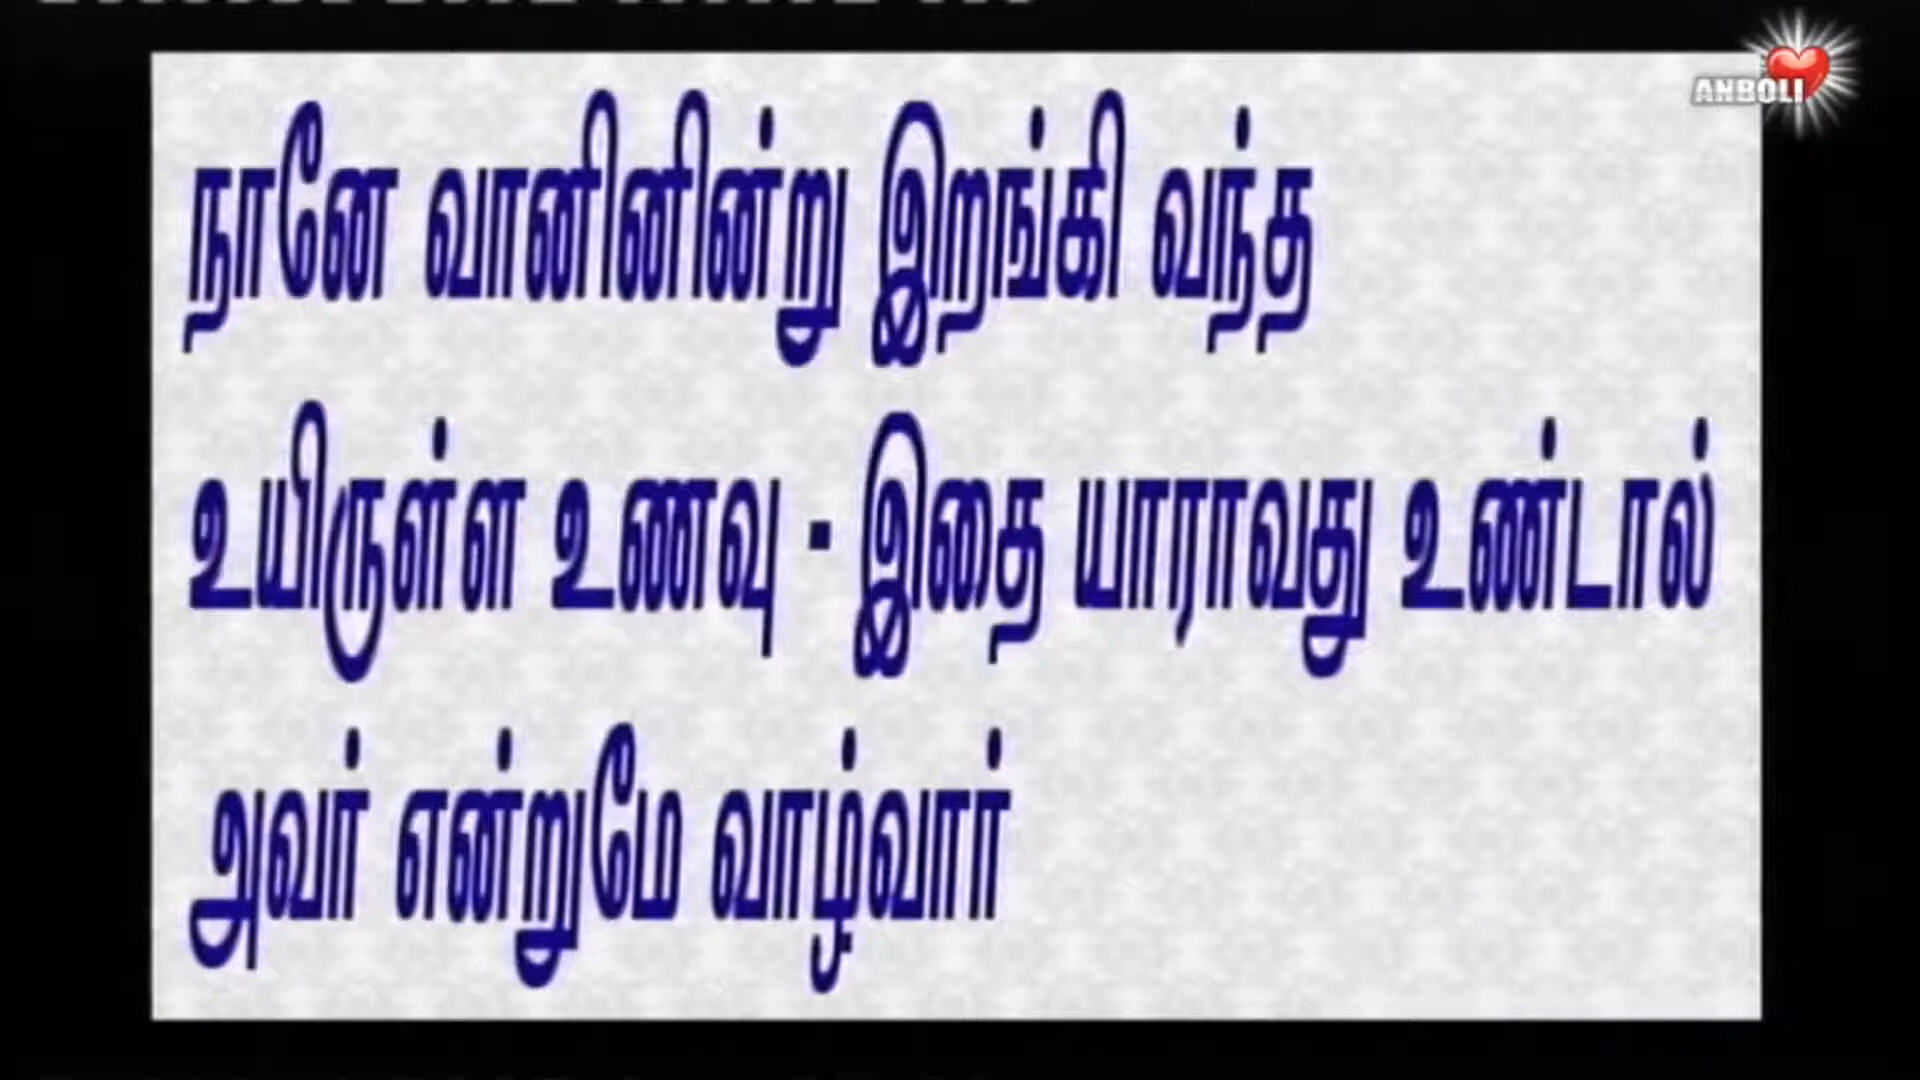 ANBOLI
நானே வானினின்று இறங்கி வந்த
உயிருள்ள உணவு - இதை யாராவது உண்டால்
அவர் என்றுமே வாழ்வார்